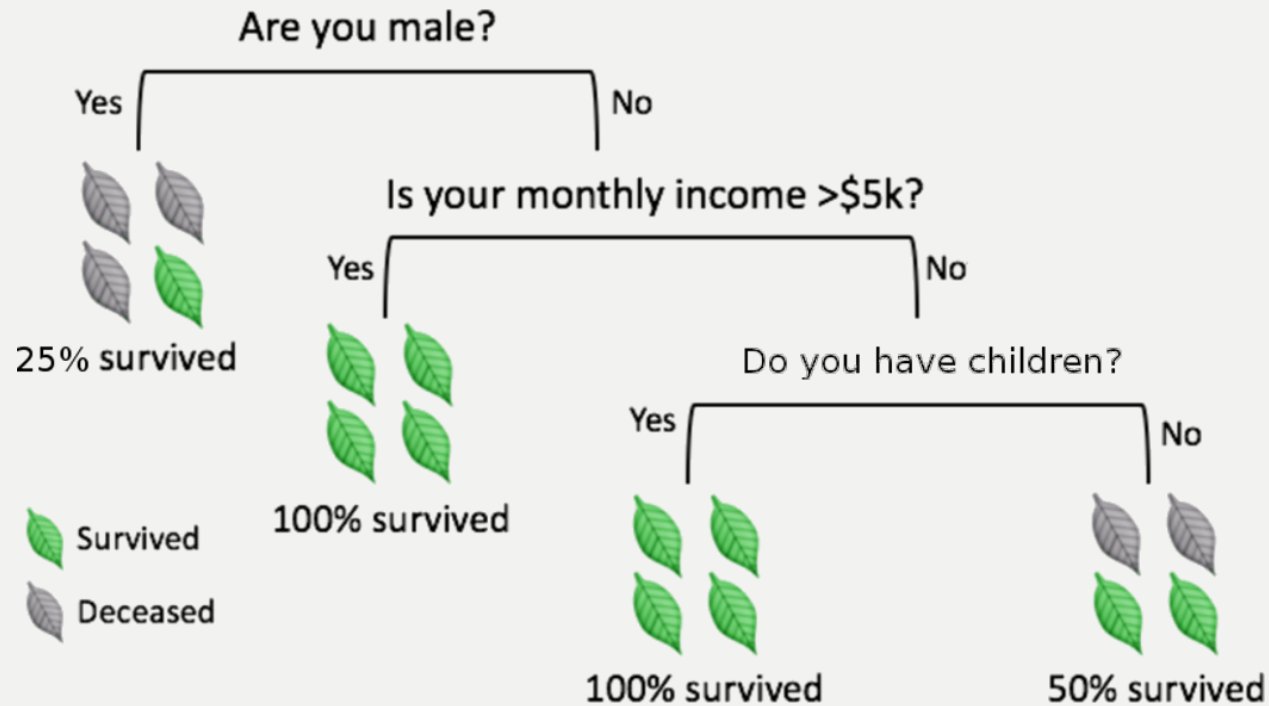 Are you male?
Yes
No
Is your monthly income >$5k?
Yes
No
25% survived
Do you have children?
Yes
No
100% survived
Survived
Deceased
100% survived
50% survived